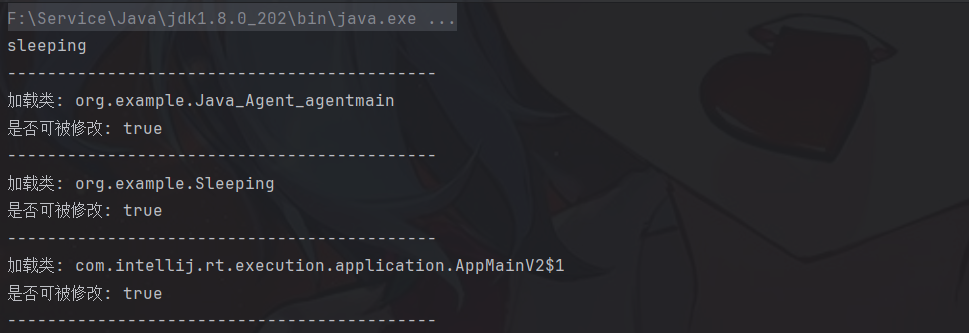 F:\Service\Java\jdk1.8.0_202\bin\java.exe ...
sleeping
-----------------------------------------
加载类: org.example.Java_Agent_agentmain
是否可被修改: true
-----------------------------------------
加载类: org.example.Sleeping
是否可被修改: true
-----------------------------------------
加载类: com.intellij.rt.execution.application.AppMainV2$1
是否可被修改: true
-----------------------------------------